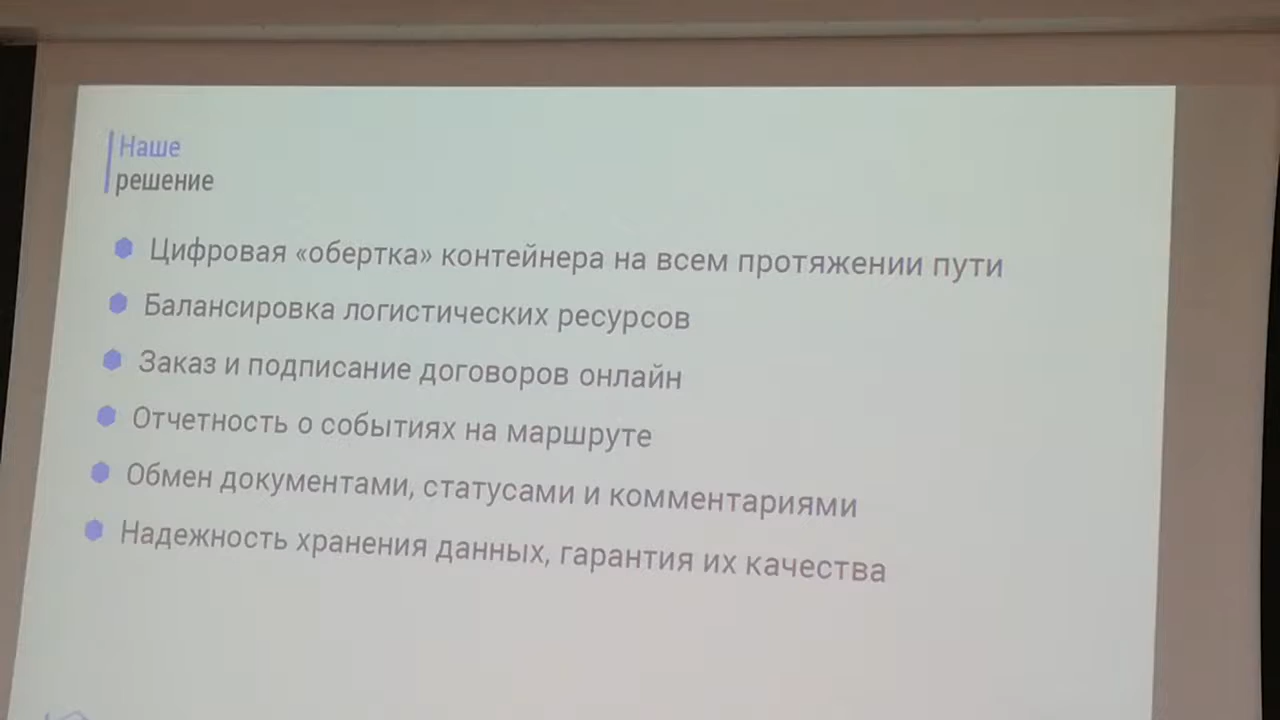 Наше
решение
Цифровая «обертка» контейнера на всем протяжении пути
Балансировка логистических ресурсов
Заказ и подписание договоров онлайн
Отчетность о событиях на маршруте
Обмен документами, статусами и комментариями
Надежность хранения данных, гарантия их качества